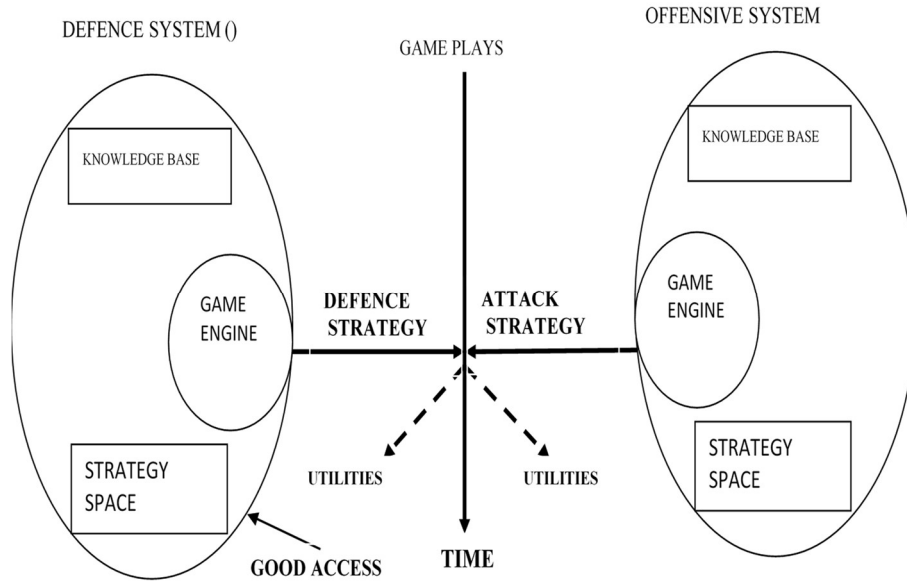 DEFENCE SYSTEM ()
GAME PLAYS
OFFENSIVE SYSTEM
KNOWLEDGE BASE
KNOWLEDGE BASE
GAME
ENGINE
DEFENCE
STRATEGY
ATTACK
STRATEGY
GAME
ENGINE
STRATEGY
SPACE
UTILITIES
UTILITIES
STRATEGY
SPACE
GOOD ACCESS
TIME